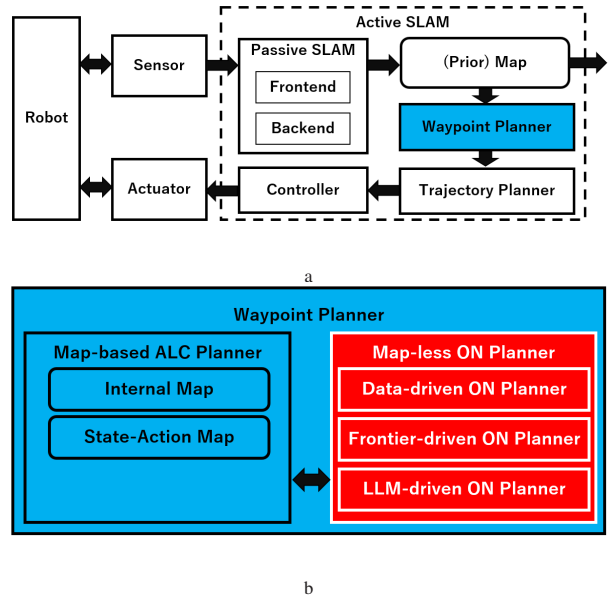 Active SLAM
Robot
Sensor
Passive SLAM
Frontend
Backend
(Prior) Map
Waypoint Planner
Actuator
Controller
Trajectory Planner
a
Waypoint Planner
Map-based ALC Planner
Internal Map
State-Action Map
Map-less ON Planner
Data-driven ON Planner
Frontier-driven ON Planner
LLM-driven ON Planner
b